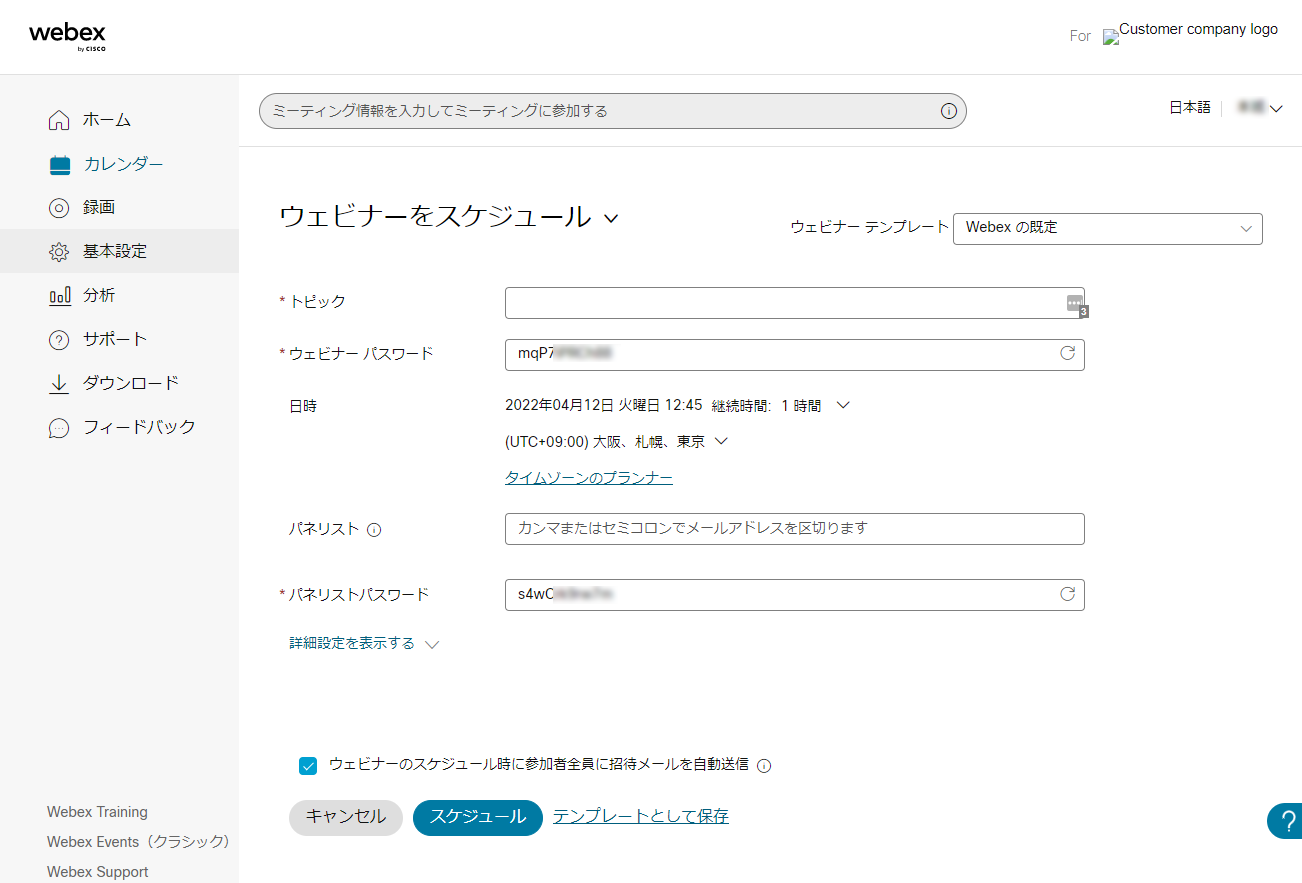 webex
by CISCO
For Customer company logo
ホーム
カレンダー
録画
基本設定
分析
サポート
ダウンロード
フィードバック
Webex Training
Webex Events（クラシック）
Webex Support
ミーティング情報を入力してミーティングに参加する
日本語
ウェビナーをスケジュール
ウェビナー テンプレート Webex の既定
* トピック
3
* ウェビナー パスワード mqP7
日時 2022年04月12日 火曜日 12:45 継続時間: 1 時間
(UTC+09:00) 大阪、札幌、東京
タイムゾーンのプランナー
パネリスト カンマまたはセミコロンでメールアドレスを区切ります
* パネリストパスワード s4wC
詳細設定を表示する
ウェビナーのスケジュール時に参加者全員に招待メールを自動送信
キャンセル スケジュール テンプレートとして保存
?